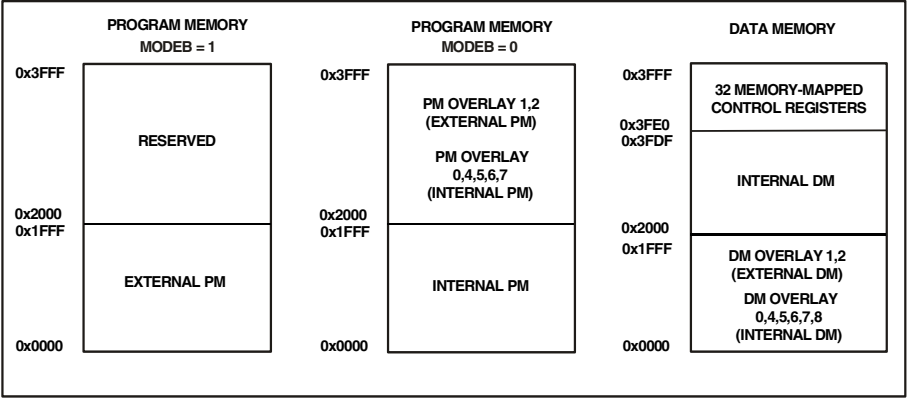 PROGRAM MEMORY
MODEB = 1
0x3FFF
RESERVED
0x2000
0x1FFF
EXTERNAL PM
0x0000
PROGRAM MEMORY
MODEB = 0
0x3FFF
PM OVERLAY 1,2
(EXTERNAL PM)
PM OVERLAY
0,4,5,6,7
(INTERNAL PM)
0x2000
0x1FFF
INTERNAL PM
0x0000
DATA MEMORY
0x3FFF
32 MEMORY-MAPPED
CONTROL REGISTERS
0x3FE0
0x3FDF
INTERNAL DM
0x2000
0x1FFF
DM OVERLAY 1,2
(EXTERNAL DM)
DM OVERLAY
0,4,5,6,7,8
(INTERNAL DM)
0x0000